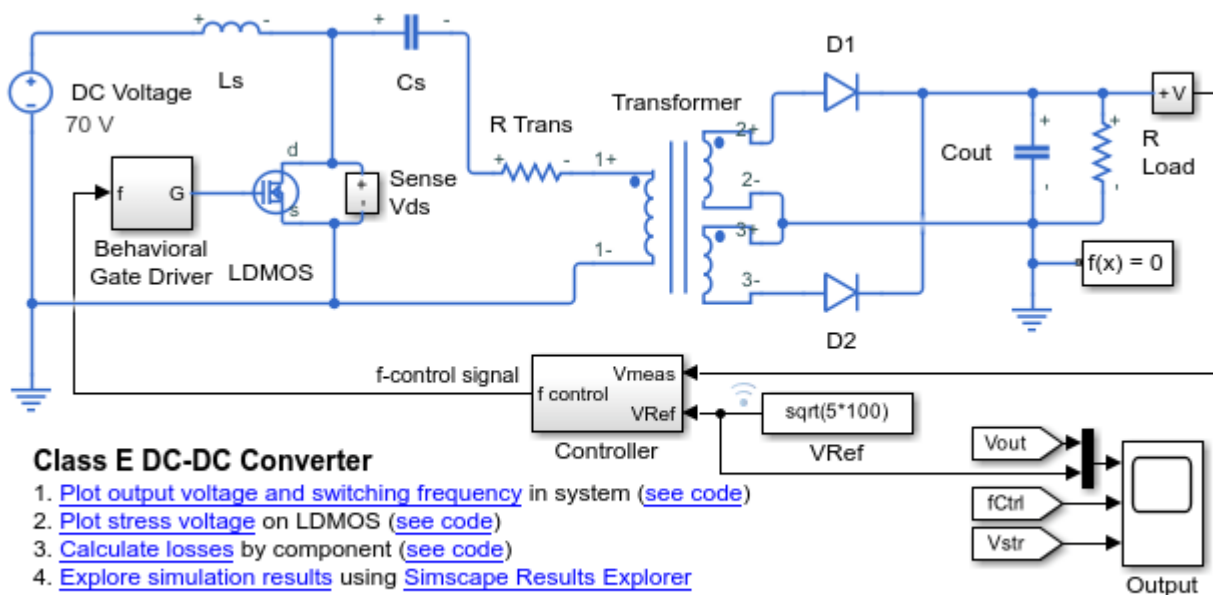 + -
Ls
+ -
Cs
DC Voltage
70 V
+
-
R Trans
+ -
Transformer
1+
1-
2+
2-
3+
3-
D1
D2
Cout
+
-
R
Load
+
-
+V
f(x) = 0
f G
Behavioral
Gate Driver
d
s
LDMOS
+
-
Sense
Vds
f-control signal
f control
Vmeas
VRef
Controller
sqrt(5*100)
VRef
Vout
fCtrl
Vstr
Output
Class E DC-DC Converter
1. Plot output voltage and switching frequency in system (see code)
2. Plot stress voltage on LDMOS (see code)
3. Calculate losses by component (see code)
4. Explore simulation results using Simscape Results Explorer